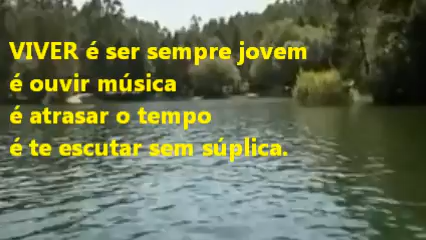 VIVER é ser sempre jovem
é ouvir música
é atrasar o tempo
é te escutar sem súplica.